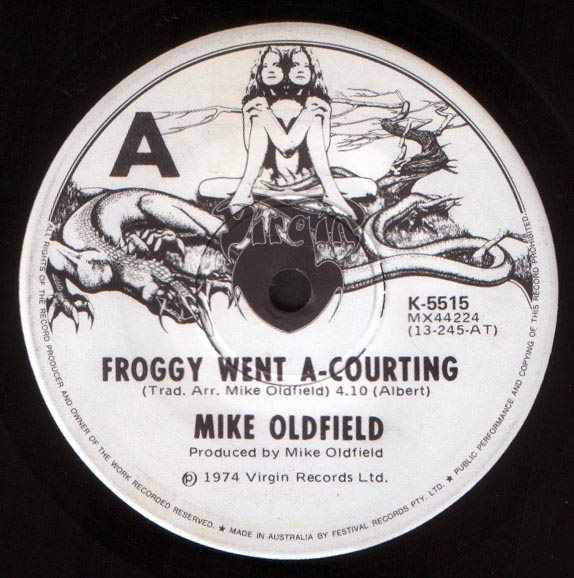 A
Virgin
K-5515
MX44224
(13-245-AT)
FROGGY WENT A-COURTING
(Trad. Arr. Mike Oldfield) 4.10 (Albert)
MIKE OLDFIELD
Produced by Mike Oldfield
℗ 1974 Virgin Records Ltd.
ALL RIGHTS OF THE RECORD PRODUCER AND OWNER OF THE WORK RECORDED RESERVED. ★ MADE IN AUSTRALIA BY FESTIVAL RECORDS PTY. LTD. ★ PUBLIC PERFORMANCE AND COPYING OF THIS RECORD PROHIBITED.